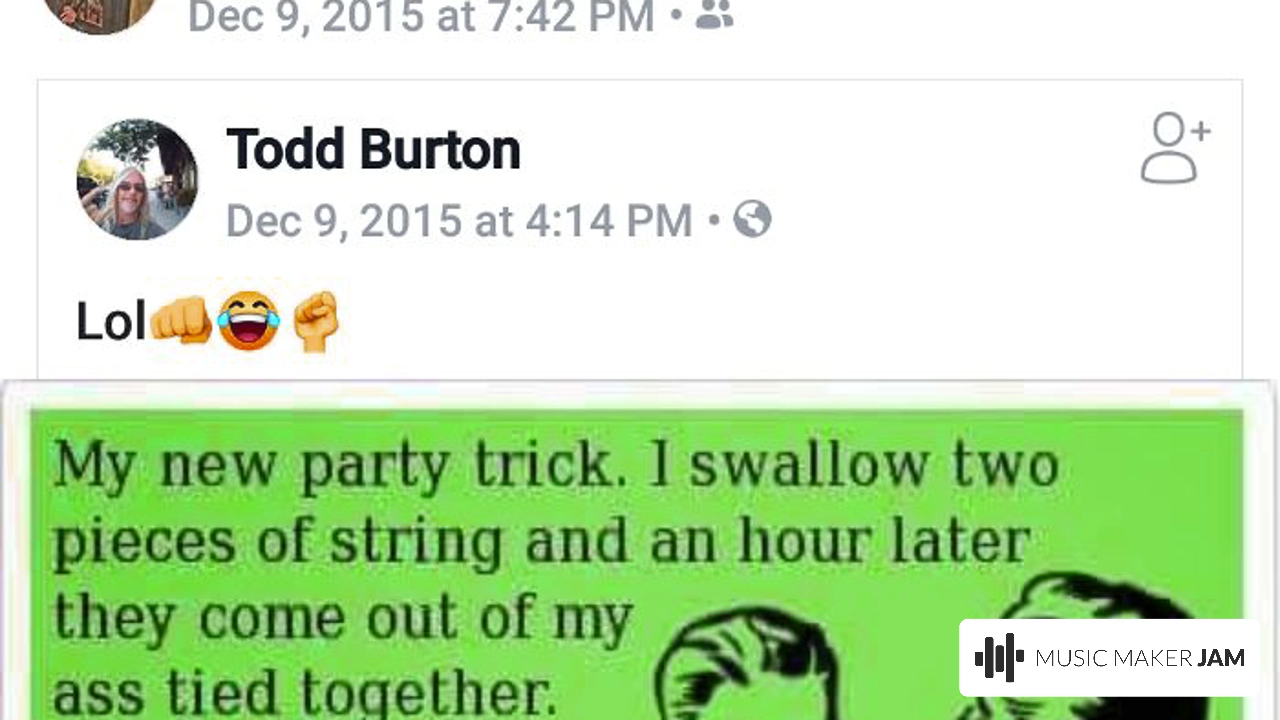 Dec 9, 2015 at 7:42 PM •
Todd Burton
Dec 9, 2015 at 4:14 PM •
Lol👊😂✊
My new party trick. I swallow two
pieces of string and an hour later
they come out of my
ass tied together.
MUSIC MAKER JAM